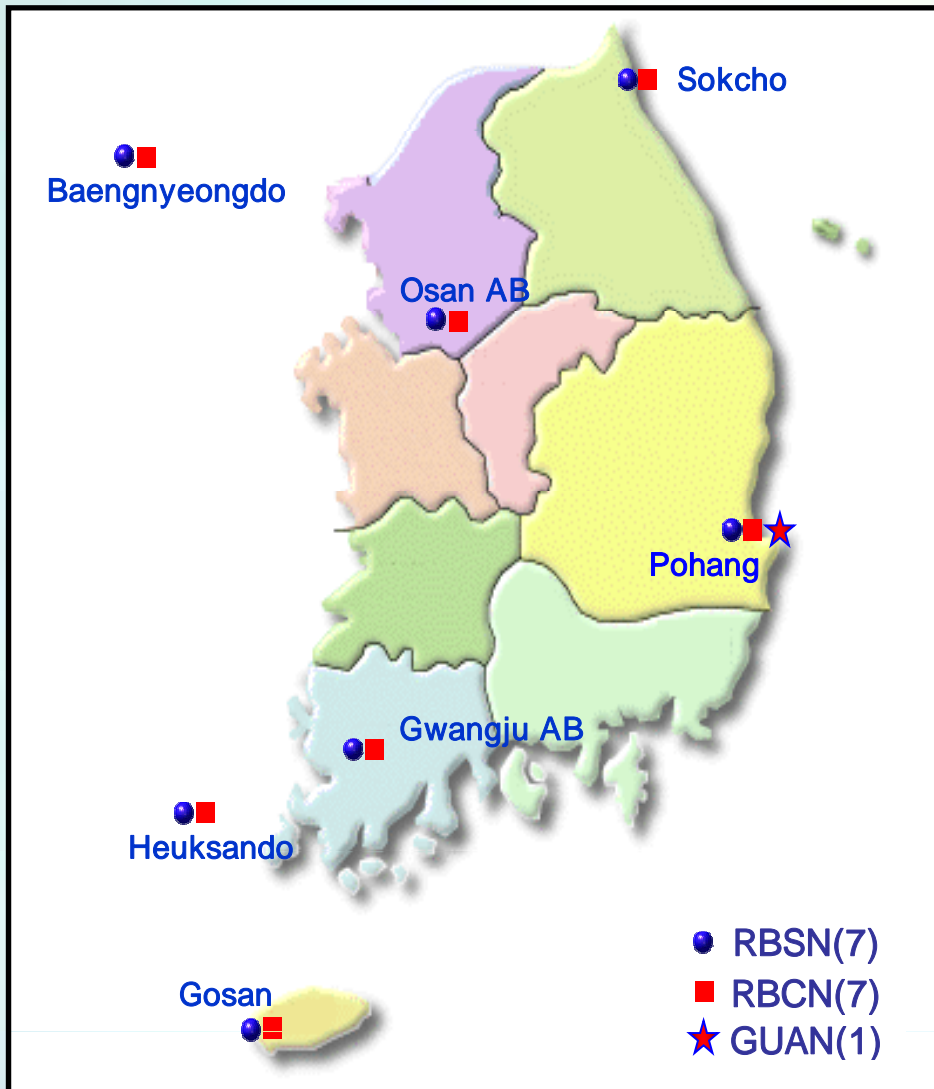 Sokcho
Baengnyeongdo
Osan AB
Pohang
Gwangju AB
Heuksando
Gosan
RBSN(7)
RBCN(7)
GUAN(1)